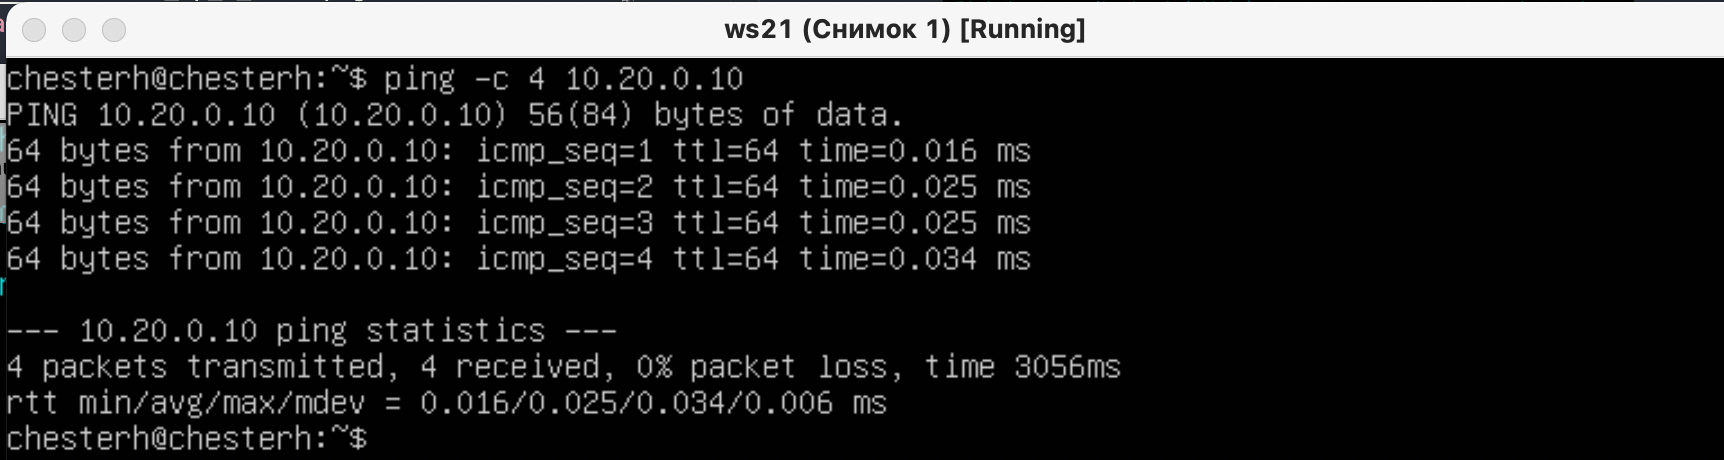 ws21 (Снимок 1) [Running]
chesterh@chesterh:~$ ping -c 4 10.20.0.10
PING 10.20.0.10 (10.20.0.10) 56(84) bytes of data.
64 bytes from 10.20.0.10: icmp_seq=1 ttl=64 time=0.016 ms
64 bytes from 10.20.0.10: icmp_seq=2 ttl=64 time=0.025 ms
64 bytes from 10.20.0.10: icmp_seq=3 ttl=64 time=0.025 ms
64 bytes from 10.20.0.10: icmp_seq=4 ttl=64 time=0.034 ms
--- 10.20.0.10 ping statistics ---
4 packets transmitted, 4 received, 0% packet loss, time 3056ms
rtt min/avg/max/mdev = 0.016/0.025/0.034/0.006 ms
chesterh@chesterh:~$